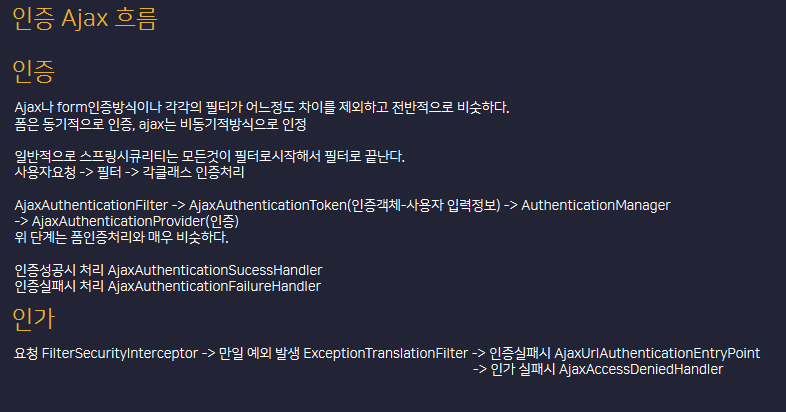 인증 Ajax 흐름
인증
Ajax나 form인증방식이나 각각의 필터가 어느정도 차이를 제외하고 전반적으로 비슷하다.
폼은 동기적으로 인증, ajax는 비동기적방식으로 인정
일반적으로 스프링시큐리티는 모든것이 필터로시작해서 필터로 끝난다.
사용자요청 -> 필터 -> 각클래스 인증처리
AjaxAuthenticationFilter -> AjaxAuthenticationToken(인증객체-사용자 입력정보) -> AuthenticationManager
-> AjaxAuthenticationProvider(인증)
위 단계는 폼인증처리와 매우 비슷하다.
인증성공시 처리 AjaxAuthenticationSucessHandler
인증실패시 처리 AjaxAuthenticationFailureHandler
인가
요청 FilterSecurityInterceptor -> 만일 예외 발생 ExceptionTranslationFilter -> 인증실패시 AjaxUrlAuthenticationEntryPoint
-> 인가 실패시 AjaxAccessDeniedHandler